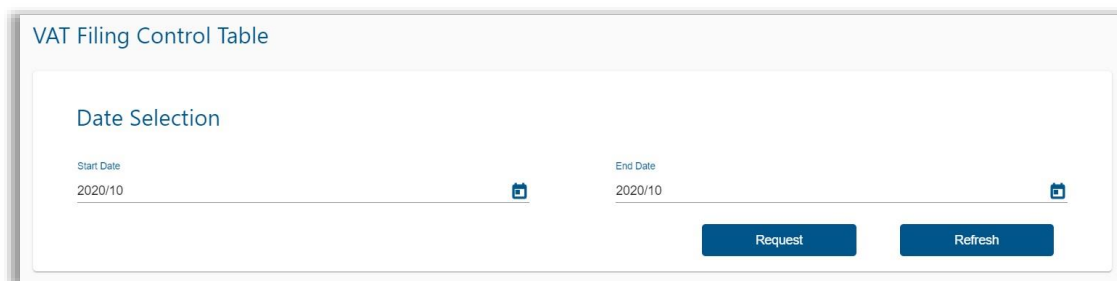 VAT Filing Control Table
Date Selection
Start Date
End Date
2020/10
2020/10
Request
Refresh